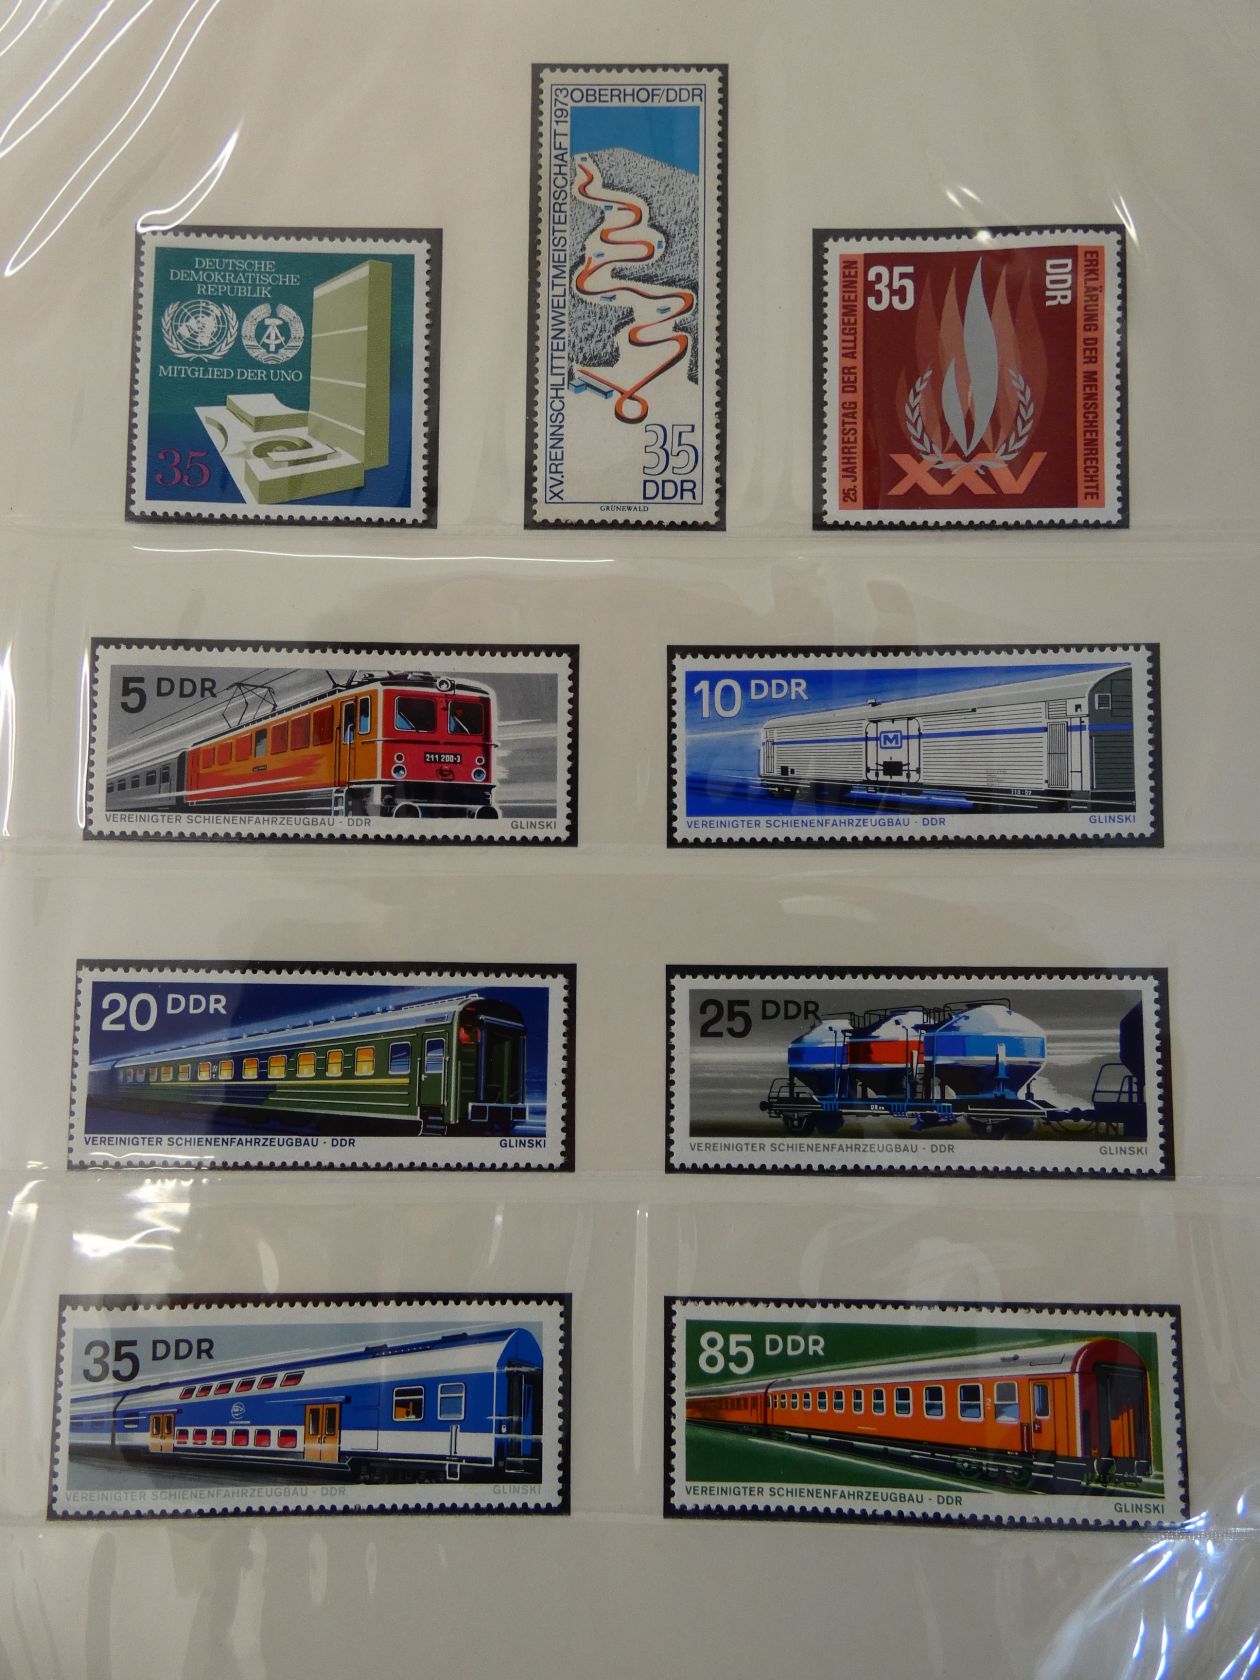 DEUTSCHE
DEMOKRATISCHE
REPUBLIK
MITGLIED DER UNO
35
OBERHOF/DDR
XV. RENNSCHLITTENWELTMEISTERSCHAFT 1973
35
DDR
GRÜNEWALD
35
DDR
25. JAHRESTAG DER ALLGEMEINEN
ERKLÄRUNG DER MENSCHENRECHTE
XXV
5 DDR
211 200-3
VEREINIGTER SCHIENENFAHRZEUGBAU · DDR
GLINSKI
10 DDR
M
VEREINIGTER SCHIENENFAHRZEUGBAU · DDR
GLINSKI
20 DDR
VEREINIGTER SCHIENENFAHRZEUGBAU · DDR
GLINSKI
25 DDR
VEREINIGTER SCHIENENFAHRZEUGBAU · DDR
GLINSKI
35 DDR
VEREINIGTER SCHIENENFAHRZEUGBAU · DDR
GLINSKI
85 DDR
VEREINIGTER SCHIENENFAHRZEUGBAU · DDR
GLINSKI